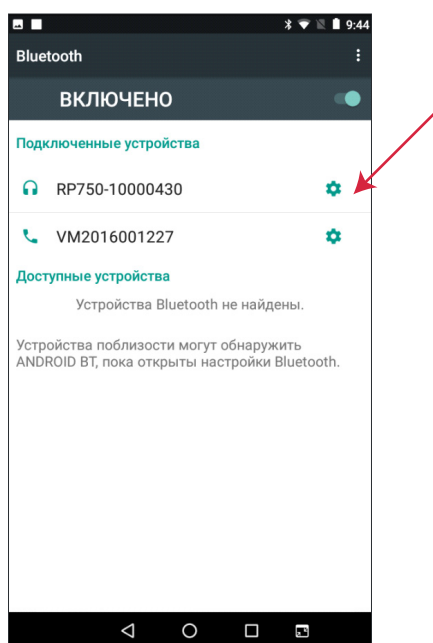 9:44
Bluetooth
ВКЛЮЧЕНО
Подключенные устройства
RP750-10000430
VM2016001227
Доступные устройства
Устройства Bluetooth не найдены.
Устройства поблизости могут обнаружить
ANDROID BT, пока открыты настройки Bluetooth.